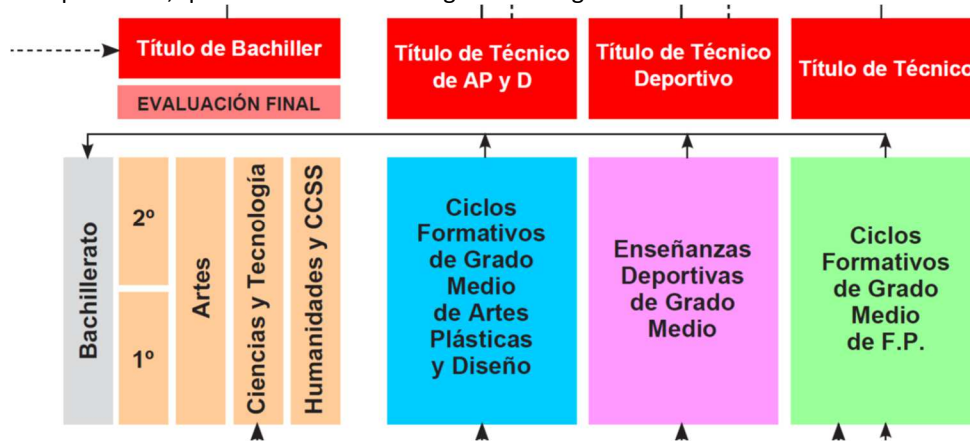 Título de Bachiller
EVALUACIÓN FINAL
Título de Técnico
de AP y D
Título de Técnico
Deportivo
Título de Técnico
Bachillerato
2º
1º
Artes
Ciencias y Tecnología
Humanidades y CCSS
Ciclos
Formativos
de Grado
Medio
de Artes
Plásticas
y Diseño
Enseñanzas
Deportivas
de Grado
Medio
Ciclos
Formativos
de Grado
Medio
de F.P.